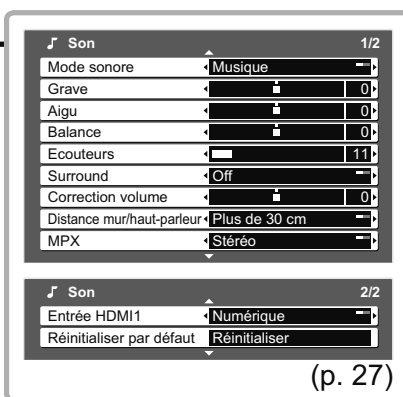 Son 1/2
Mode sonore Musique
Grave 0
Aigu 0
Balance 0
Ecouteurs 11
Surround Off
Correction volume 0
Distance mur/haut-parleur Plus de 30 cm
MPX Stéréo
Son 2/2
Entrée HDMI1 Numérique
Réinitialiser par défaut Réinitialiser
(p. 27)